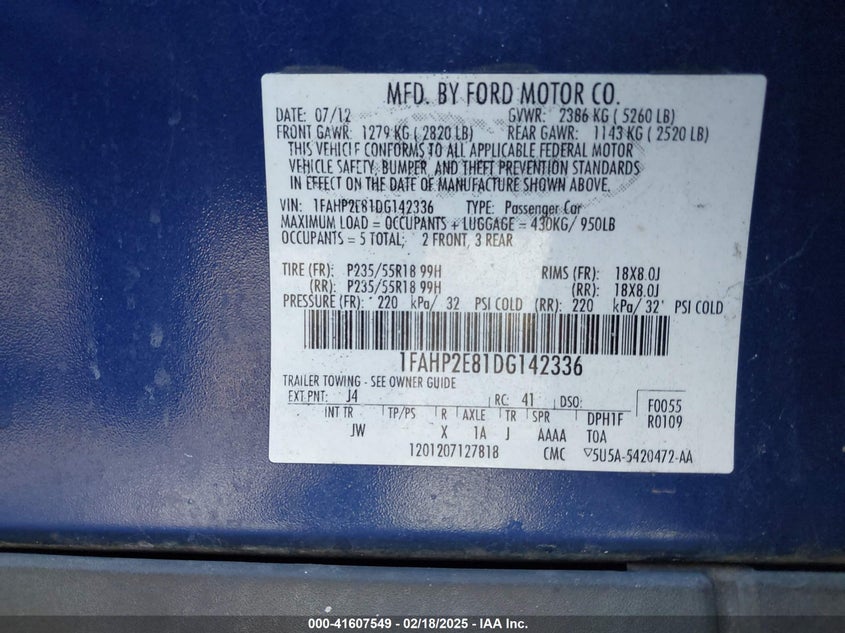 MFD. BY FORD MOTOR CO.
DATE: 07/12 GVWR: 2386 KG ( 5260 LB)
FRONT GAWR: 1279 KG ( 2820 LB) REAR GAWR: 1143 KG ( 2520 LB)
THIS VEHICLE CONFORMS TO ALL APPLICABLE FEDERAL MOTOR
VEHICLE SAFETY, BUMPER, AND THEFT PREVENTION STANDARDS
IN EFFECT ON THE DATE OF MANUFACTURE SHOWN ABOVE.
VIN: 1FAHP2E81DG142336 TYPE: Passenger Car
MAXIMUM LOAD = OCCUPANTS + LUGGAGE = 430KG/ 950LB
OCCUPANTS = 5 TOTAL; 2 FRONT, 3 REAR
TIRE (FR): P235/55R18 99H RIMS (FR): 18X8.0J
(RR): P235/55R18 99H (RR): 18X8.0J
PRESSURE (FR): 220 kPa/ 32 PSI COLD (RR): 220 kPa/ 32 PSI COLD
1FAHP2E81DG142336
TRAILER TOWING - SEE OWNER GUIDE
EXT PNT: J4 RC: 41 DSO: F0055
INT TR TP/PS R AXLE TR SPR DPH1F R0109
JW X 1A J AAAA TOA
1201207127818 CMC ▽5U5A-5420472-AA
000-41607549 — 02/18/2025 — IAA Inc.